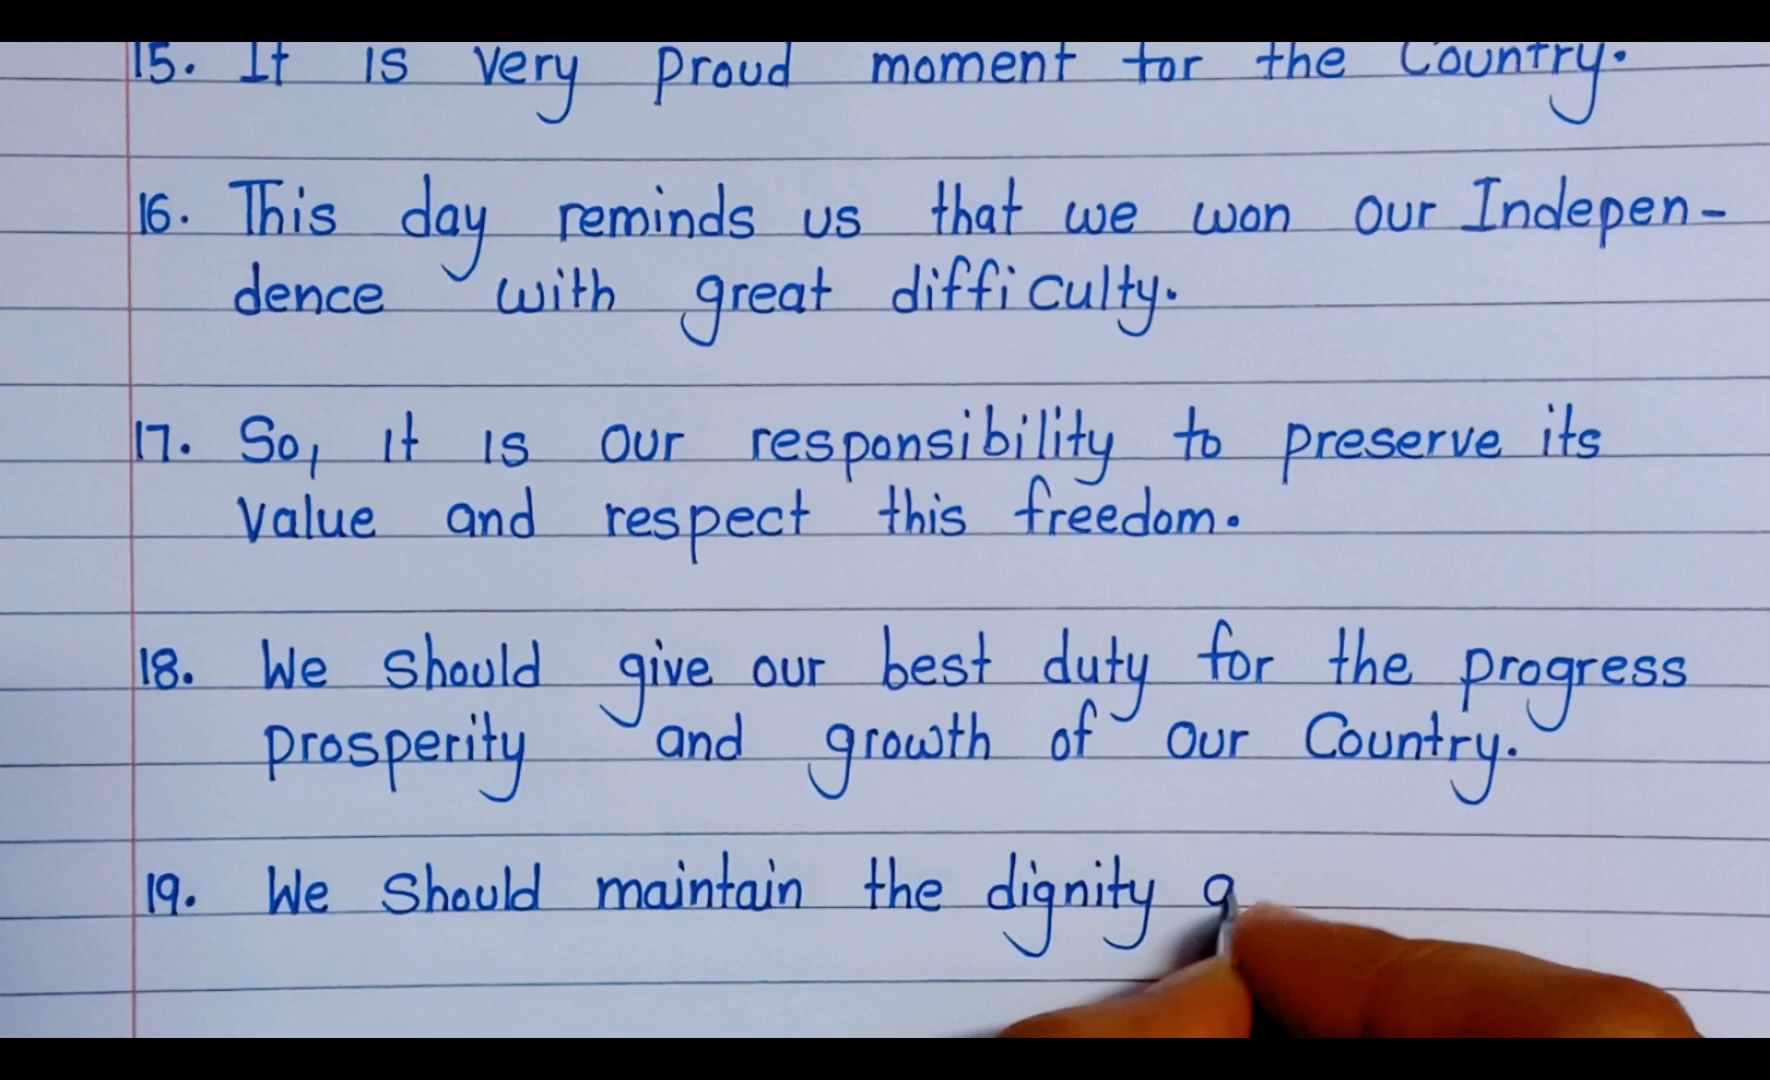 15. It is very proud moment for the Country.
16. This day reminds us that we won our Indepen-
dence with great difficulty.
17. So, it is our responsibility to preserve its
value and respect this freedom.
18. We should give our best duty for the progress
prosperity and growth of our Country.
19. We should maintain the dignity